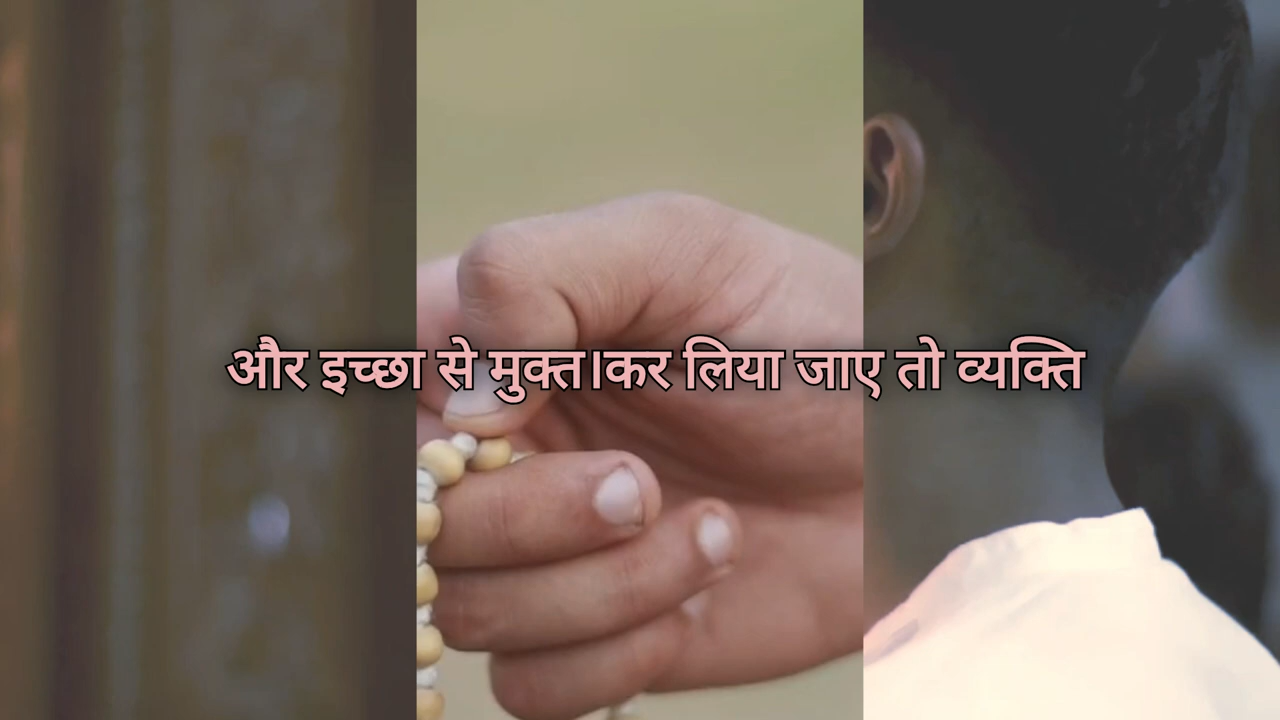 और इच्छा से मुक्त।कर लिया जाए तो व्यक्ति